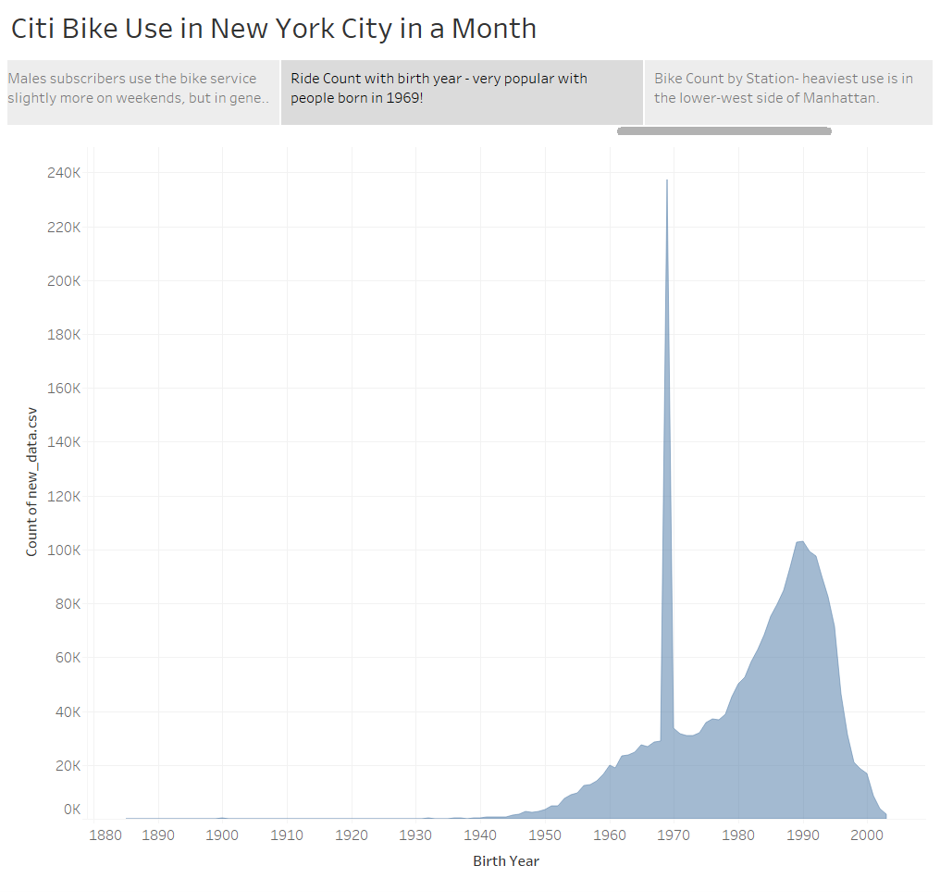 Citi Bike Use in New York City in a Month
Males subscribers use the bike service
slightly more on weekends, but in gene..
Ride Count with birth year - very popular with
people born in 1969!
Bike Count by Station- heaviest use is in
the lower-west side of Manhattan.
240K
220K
200K
180K
160K
140K
120K
100K
80K
60K
40K
20K
0K
Count of new_data.csv
1880 1890 1900 1910 1920 1930 1940 1950 1960 1970 1980 1990 2000
Birth Year